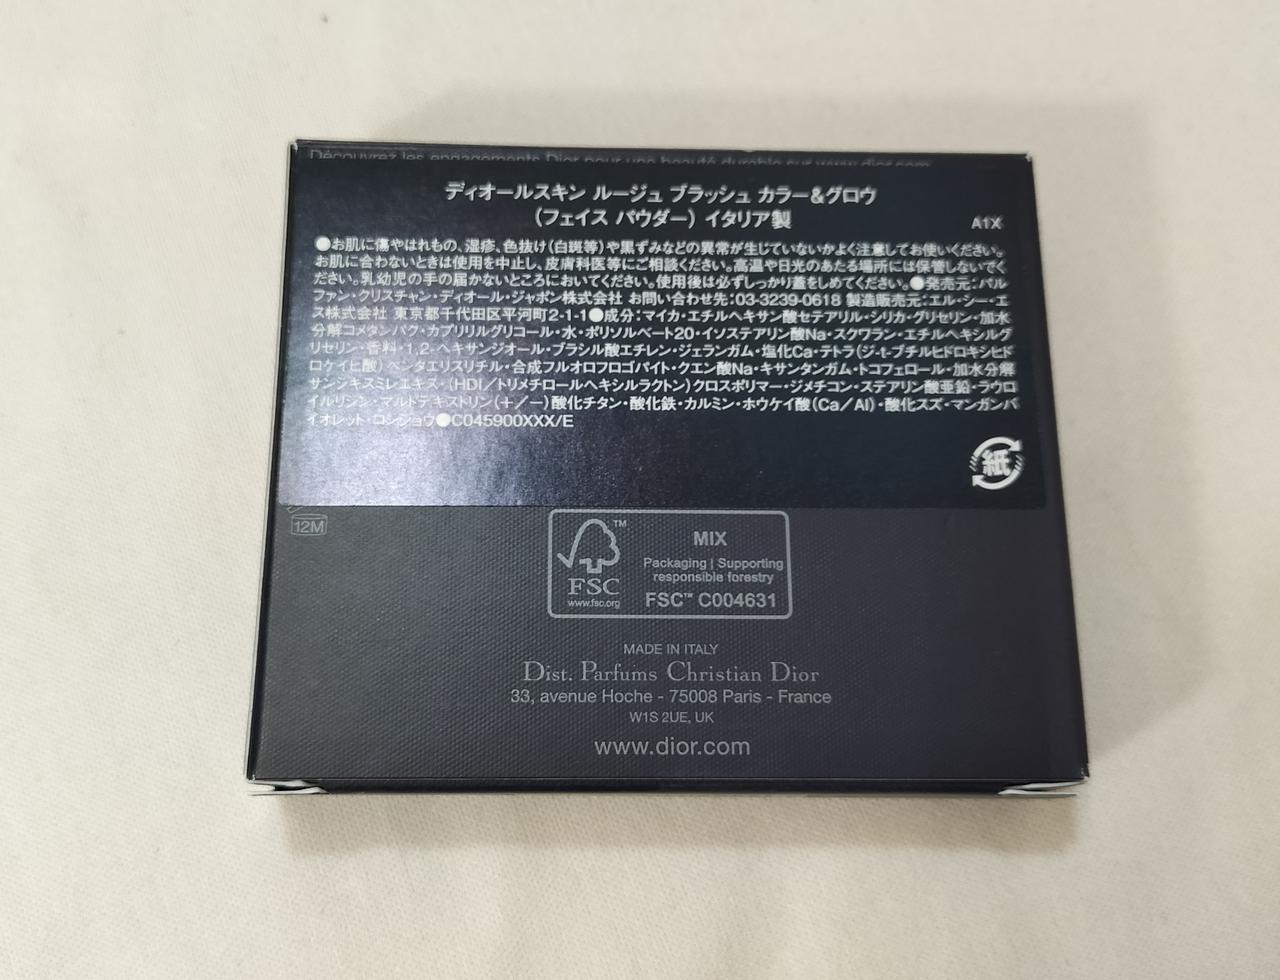 Découvrez les engagements Dior pour une beauté durable sur www.dior.com
ディオールスキン ルージュ ブラッシュ カラー&グロウ
(フェイス パウダー) イタリア製
A1X
●お肌に傷やはれもの、湿疹、色抜け(白斑等)や黒ずみなどの異常が生じていないかよく注意してお使いください。
お肌に合わないときは使用を中止し、皮膚科医等にご相談ください。高温や日光のあたる場所には保管しないでく
ださい。乳幼児の手の届かないところにおいてください。使用後は必ずしっかり蓋をしめてください。●発売元:パル
ファン・クリスチャン・ディオール・ジャポン株式会社 お問い合わせ先:03-3239-0618 製造販売元:エル・シー・エ
ス株式会社 東京都千代田区平河町2-1-1●成分:マイカ・エチルヘキサン酸セテアリル・シリカ・グリセリン・加水
分解コメタンパク・カプリリルグリコール・水・ポリソルベート20・イソステアリン酸Na・スクワラン・エチルヘキシルグ
リセリン・香料・1,2-ヘキサンジオール・ブラシル酸エチレン・ジェランガム・塩化Ca・テトラ(ジ-t-ブチルヒドロキシヒド
ロケイヒ酸)ペンタエリスリチル・合成フルオロフロゴパイト・クエン酸Na・キサンタンガム・トコフェロール・加水分解
サンシキスミレエキス・(HDI/トリメチロールヘキシルラクトン)クロスポリマー・ジメチコン・ステアリン酸亜鉛・ラウロ
イルリシン・マルトデキストリン(+/-)酸化チタン・酸化鉄・カルミン・ホウケイ酸(Ca/Al)・酸化スズ・マンガンバ
イオレット・コンジョウ●C045900XXX/E
紙
12M
FSC™
www.fsc.org
MIX
Packaging | Supporting
responsible forestry
FSC™ C004631
MADE IN ITALY
Dist. Parfums Christian Dior
33, avenue Hoche - 75008 Paris - France
W1S 2UE, UK
www.dior.com